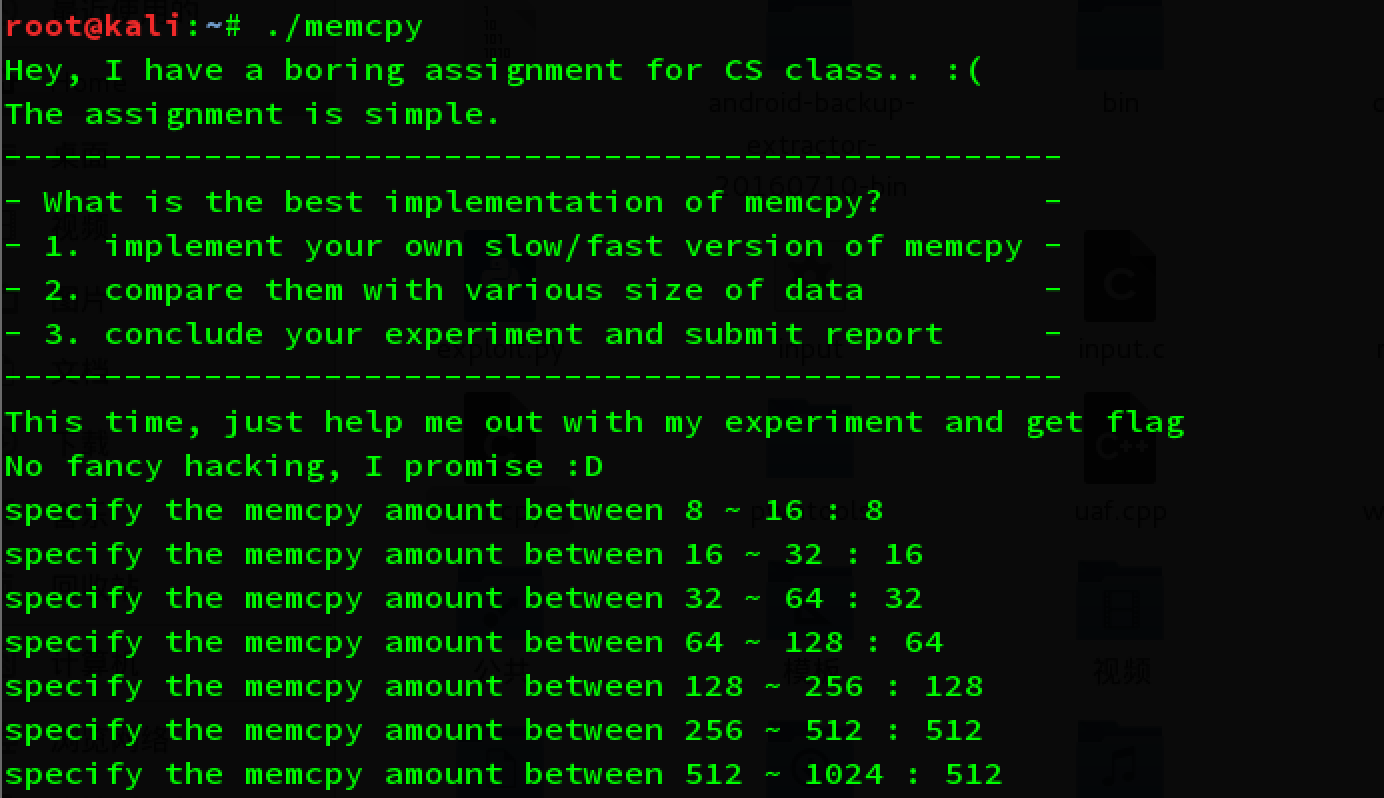 root@kali:~# ./memcpy
Hey, I have a boring assignment for CS class.. :(
The assignment is simple.
-----------------------------------------------------
- What is the best implementation of memcpy?        -
- 1. implement your own slow/fast version of memcpy -
- 2. compare them with various size of data         -
- 3. conclude your experiment and submit report     -
-----------------------------------------------------
This time, just help me out with my experiment and get flag
No fancy hacking, I promise :D
specify the memcpy amount between 8 ~ 16 : 8
specify the memcpy amount between 16 ~ 32 : 16
specify the memcpy amount between 32 ~ 64 : 32
specify the memcpy amount between 64 ~ 128 : 64
specify the memcpy amount between 128 ~ 256 : 128
specify the memcpy amount between 256 ~ 512 : 512
specify the memcpy amount between 512 ~ 1024 : 512
android-backup-
extractor-
20160710-bin
bin
exploit.py
input
input.c
uaf.cpp
公共
模板
视频
视频